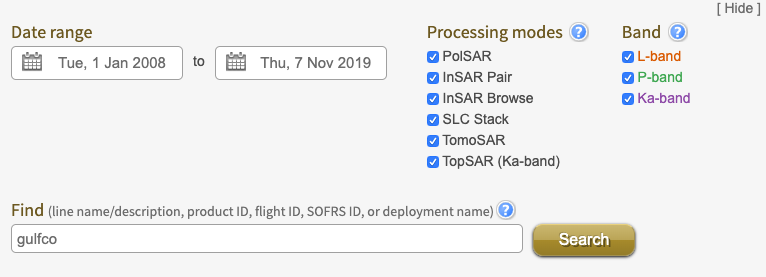 [ Hide ]
Date range
Tue, 1 Jan 2008 to Thu, 7 Nov 2019
Processing modes ?
PolSAR
InSAR Pair
InSAR Browse
SLC Stack
TomoSAR
TopSAR (Ka-band)
Band ?
L-band
P-band
Ka-band
Find (line name/description, product ID, flight ID, SOFRS ID, or deployment name) ?
gulfco
Search